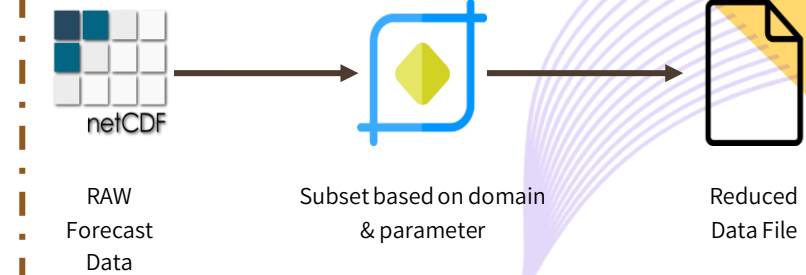 netCDF
RAW
Forecast
Data
Subset based on domain
& parameter
Reduced
Data File